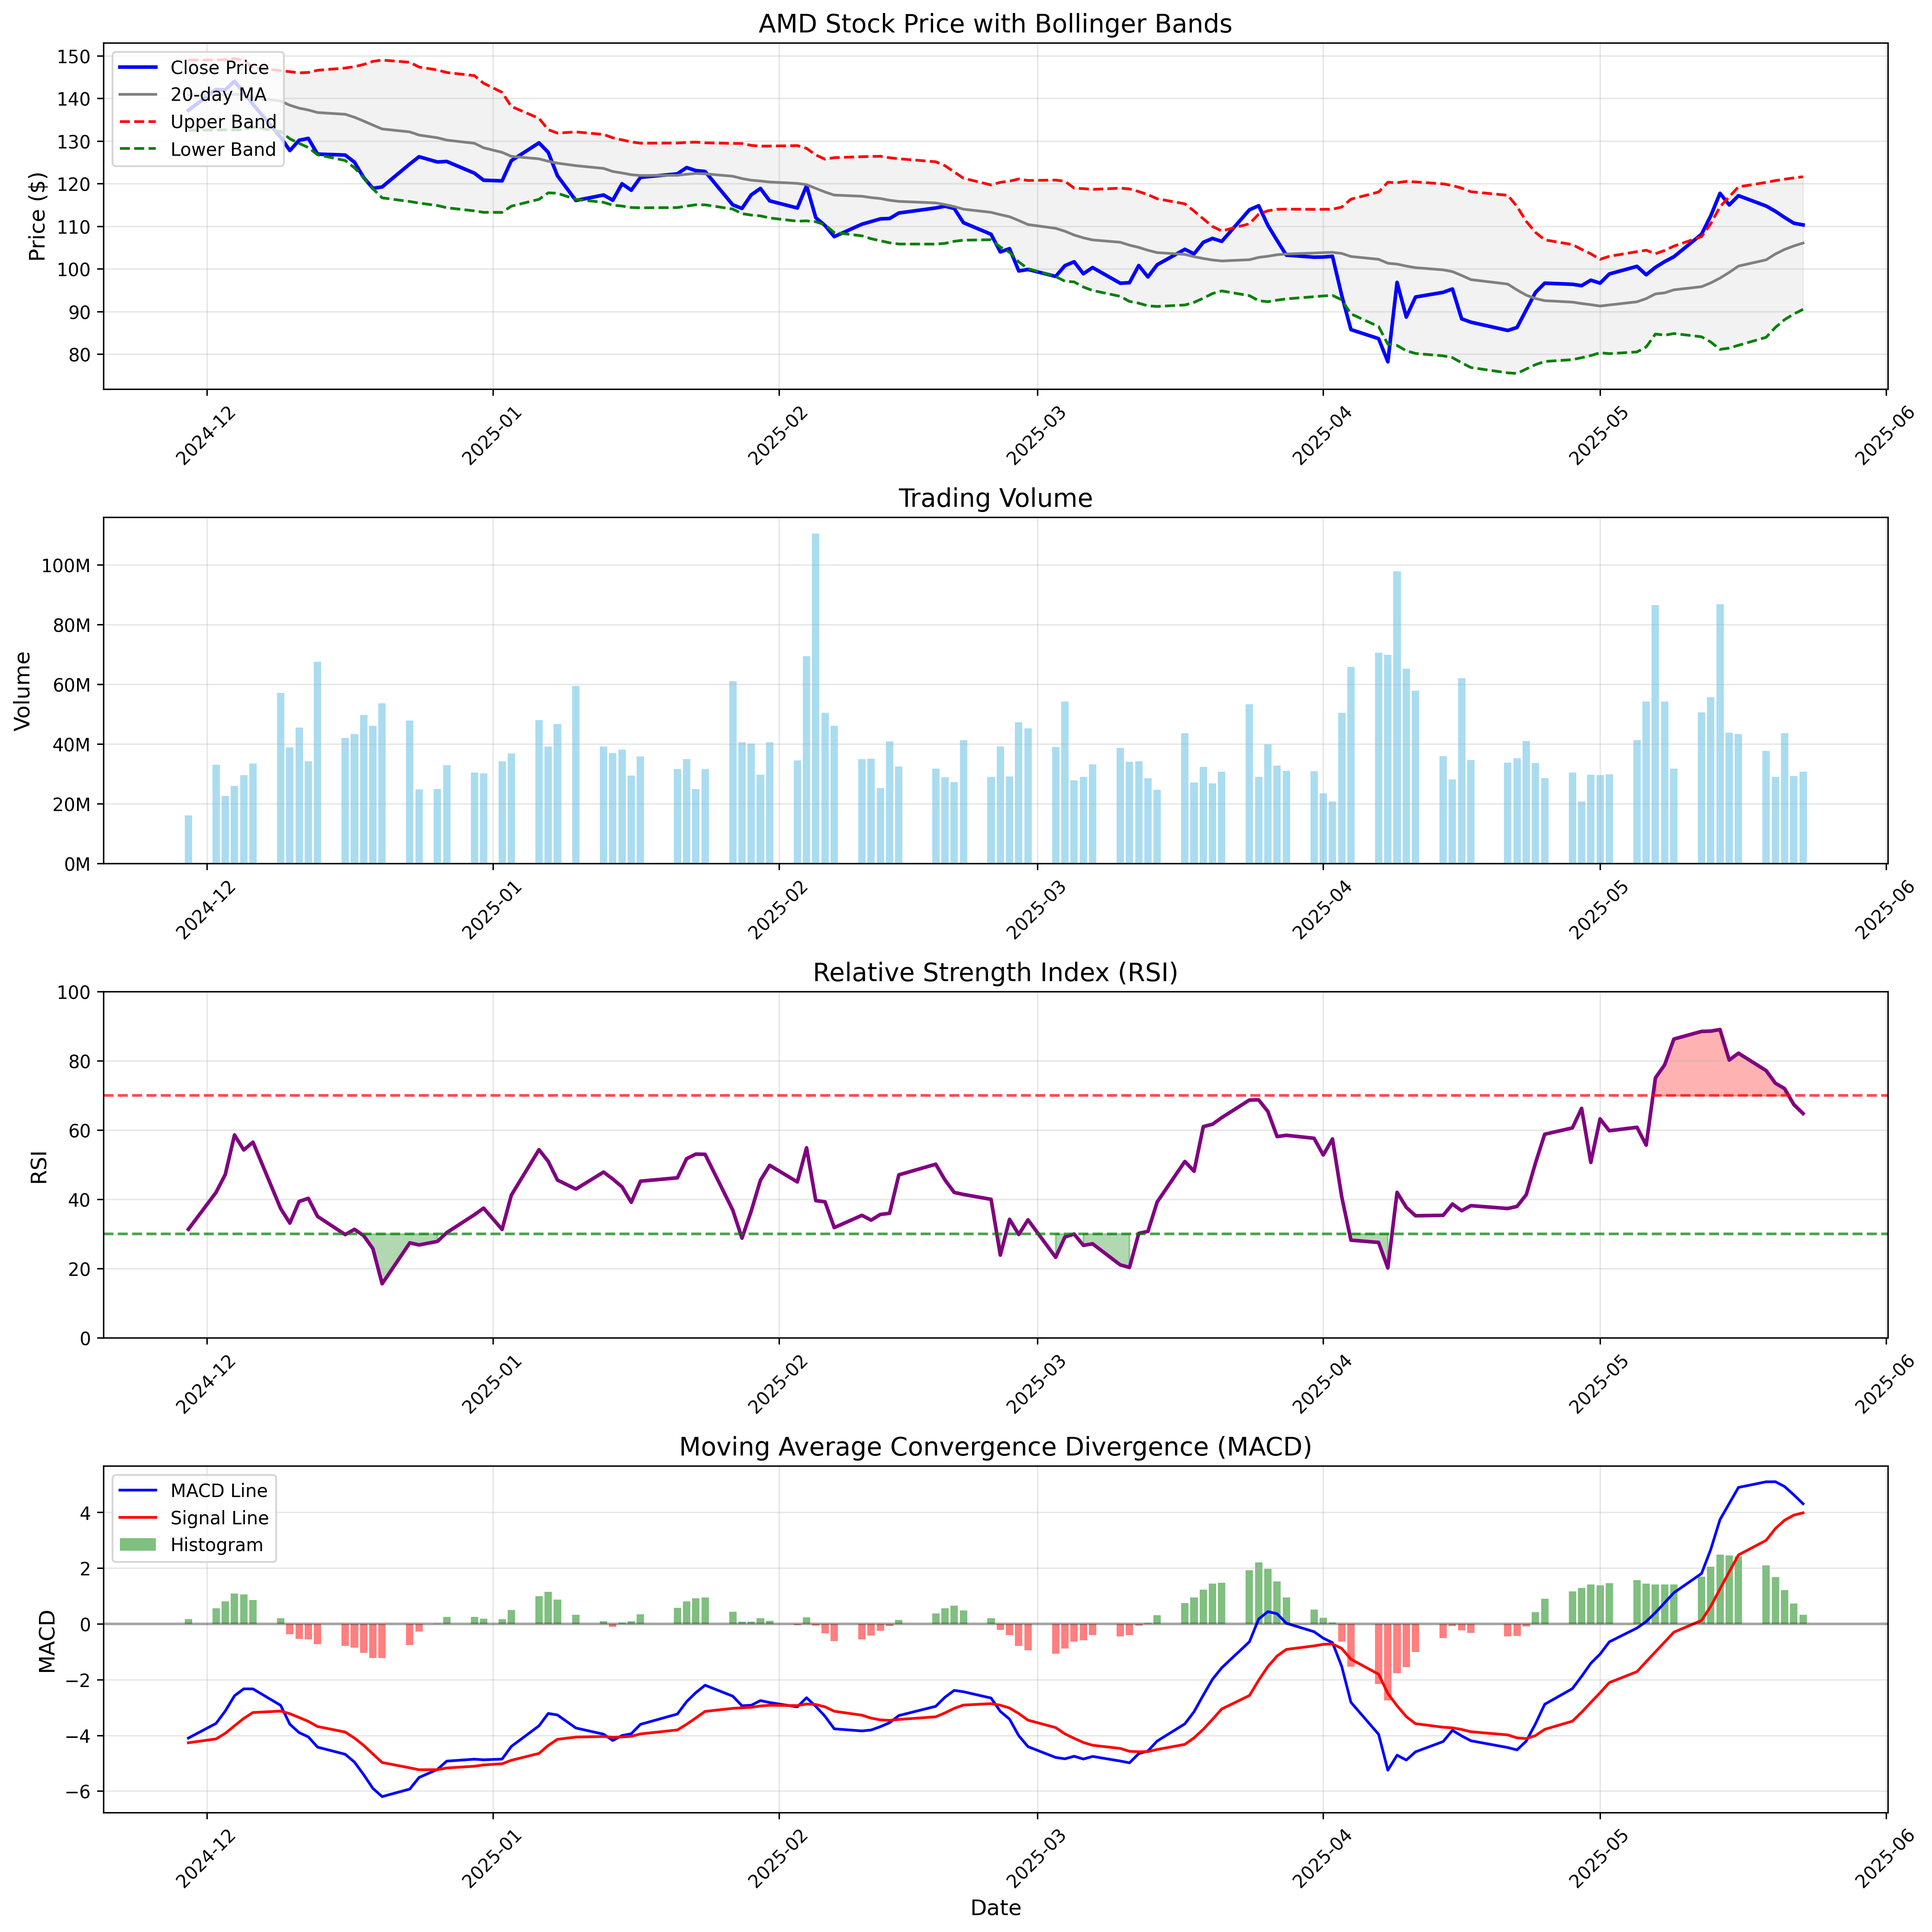 AMD Stock Price with Bollinger Bands
Close Price
20-day MA
Upper Band
Lower Band
Price ($)
150
140
130
120
110
100
90
80
2024-12
2025-01
2025-02
2025-03
2025-04
2025-05
2025-06
Trading Volume
Volume
100M
80M
60M
40M
20M
0M
2024-12
2025-01
2025-02
2025-03
2025-04
2025-05
2025-06
Relative Strength Index (RSI)
RSI
100
80
60
40
20
0
2024-12
2025-01
2025-02
2025-03
2025-04
2025-05
2025-06
Moving Average Convergence Divergence (MACD)
MACD Line
Signal Line
Histogram
MACD
4
2
0
−2
−4
−6
2024-12
2025-01
2025-02
2025-03
2025-04
2025-05
2025-06
Date